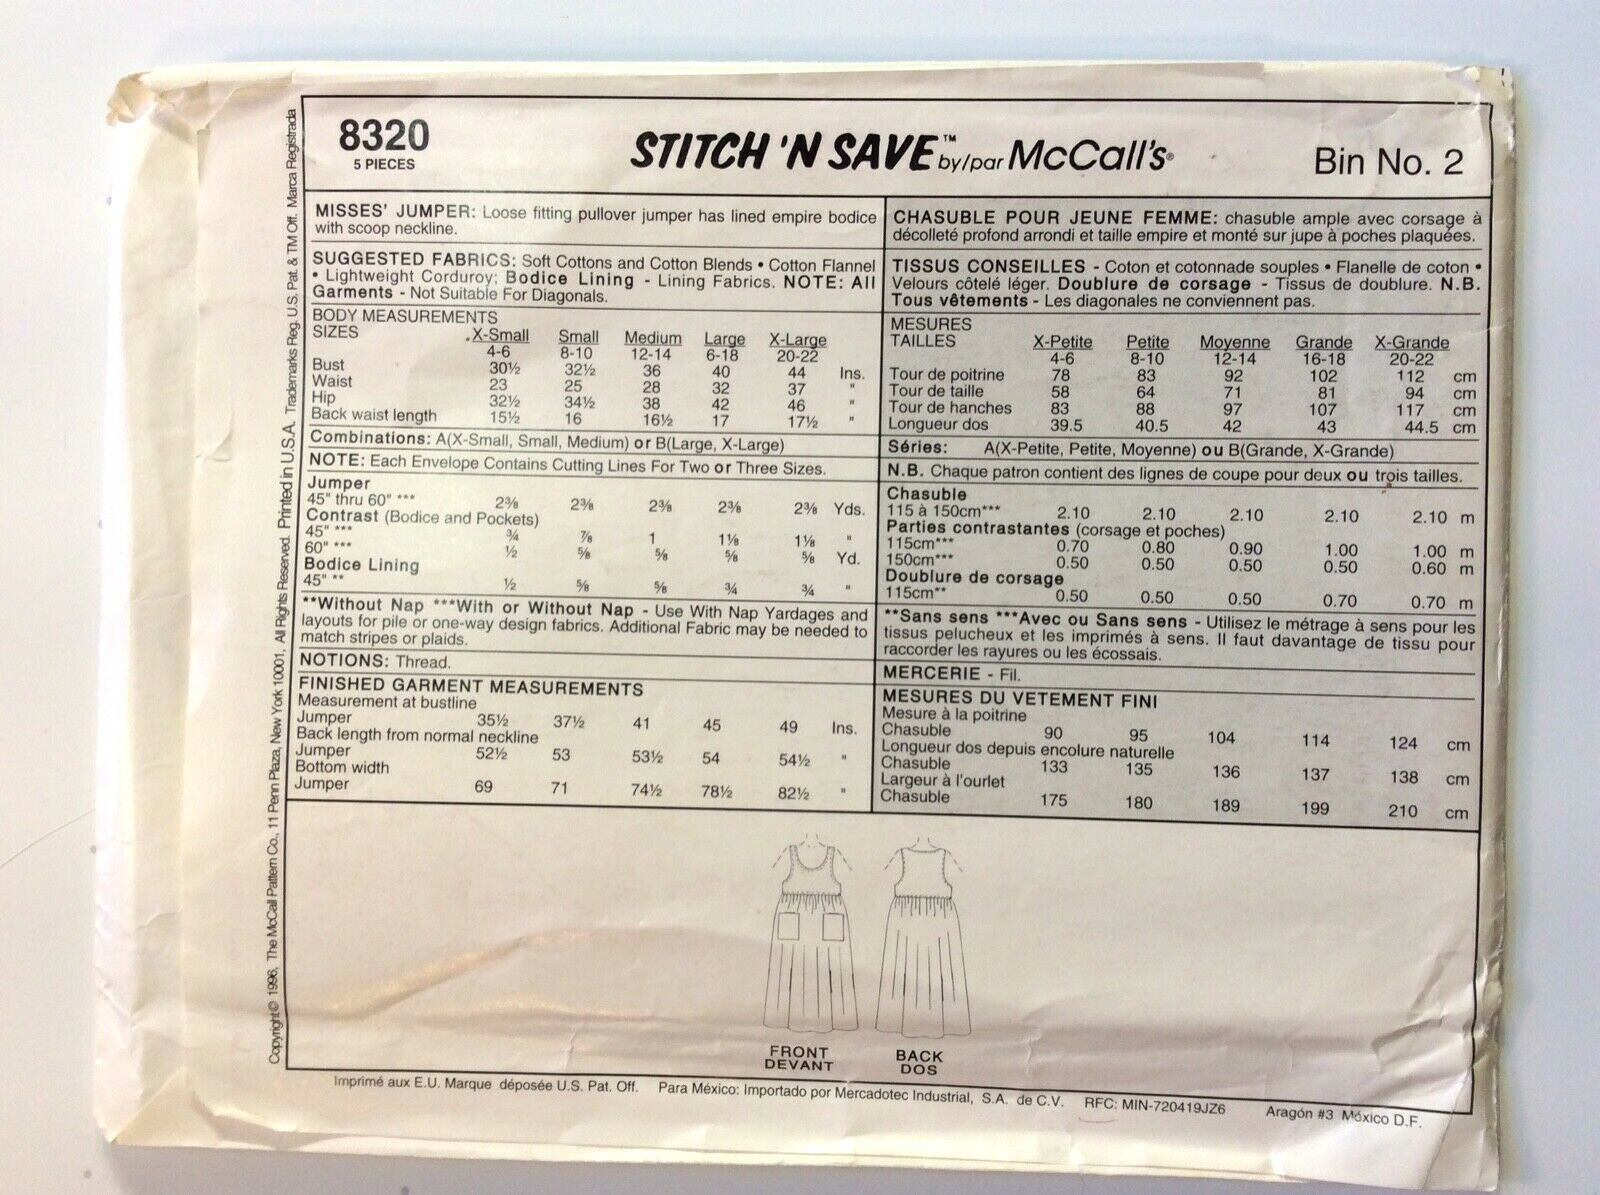 8320
5 PIECES
STITCH 'N SAVE™ by/par McCall's®
Bin No. 2
MISSES' JUMPER: Loose fitting pullover jumper has lined empire bodice
with scoop neckline.
SUGGESTED FABRICS: Soft Cottons and Cotton Blends • Cotton Flannel
• Lightweight Corduroy; Bodice Lining - Lining Fabrics. NOTE: All
Garments - Not Suitable For Diagonals.
BODY MEASUREMENTS
SIZES X-Small Small Medium Large X-Large
4-6 8-10 12-14 6-18 20-22
Bust 30½ 32½ 36 40 44 Ins.
Waist 23 25 28 32 37 "
Hip 32½ 34½ 38 42 46 "
Back waist length 15½ 16 16½ 17 17½ "
Combinations: A(X-Small, Small, Medium) or B(Large, X-Large)
NOTE: Each Envelope Contains Cutting Lines For Two or Three Sizes.
Jumper
45" thru 60" *** 2⅜ 2⅜ 2⅜ 2⅜ 2⅜ Yds.
Contrast (Bodice and Pockets)
45" *** ¾ ⅞ 1 1⅛ 1⅛ "
60" *** ½ ⅝ ⅝ ⅝ ⅝ Yd.
Bodice Lining
45" ** ½ ⅝ ⅝ ¾ ¾ "
**Without Nap ***With or Without Nap - Use With Nap Yardages and
layouts for pile or one-way design fabrics. Additional Fabric may be needed to
match stripes or plaids.
NOTIONS: Thread.
FINISHED GARMENT MEASUREMENTS
Measurement at bustline
Jumper 35½ 37½ 41 45 49 Ins.
Back length from normal neckline
Jumper 52½ 53 53½ 54 54½ "
Bottom width
Jumper 69 71 74½ 78½ 82½ "
CHASUBLE POUR JEUNE FEMME: chasuble ample avec corsage à
décolleté profond arrondi et taille empire et monté sur jupe à poches plaquées.
TISSUS CONSEILLES - Coton et cotonnade souples • Flanelle de coton •
Velours côtelé léger. Doublure de corsage - Tissus de doublure. N.B.
Tous vêtements - Les diagonales ne conviennent pas.
MESURES
TAILLES X-Petite Petite Moyenne Grande X-Grande
4-6 8-10 12-14 16-18 20-22
Tour de poitrine 78 83 92 102 112 cm
Tour de taille 58 64 71 81 94 cm
Tour de hanches 83 88 97 107 117 cm
Longueur dos 39.5 40.5 42 43 44.5 cm
Séries: A(X-Petite, Petite, Moyenne) ou B(Grande, X-Grande)
N.B. Chaque patron contient des lignes de coupe pour deux ou trois tailles.
Chasuble
115 à 150cm*** 2.10 2.10 2.10 2.10 2.10 m
Parties contrastantes (corsage et poches)
115cm*** 0.70 0.80 0.90 1.00 1.00 m
150cm*** 0.50 0.50 0.50 0.50 0.60 m
Doublure de corsage
115cm** 0.50 0.50 0.50 0.70 0.70 m
**Sans sens ***Avec ou Sans sens - Utilisez le métrage à sens pour les
tissus pelucheux et les imprimés à sens. Il faut davantage de tissu pour
raccorder les rayures ou les écossais.
MERCERIE - Fil.
MESURES DU VETEMENT FINI
Mesure à la poitrine
Chasuble 90 95 104 114 124 cm
Longueur dos depuis encolure naturelle
Chasuble 133 135 136 137 138 cm
Largeur à l'ourlet
Chasuble 175 180 189 199 210 cm
FRONT
DEVANT
BACK
DOS
Imprimé aux E.U. Marque déposée U.S. Pat. Off. Para México: Importado por Mercadotec Industrial, S.A. de C.V. RFC: MIN-720419JZ6 Aragón #3 México D.F.
Copyright© 1996, The McCall Pattern Co., 11 Penn Plaza, New York 10001, All Rights Reserved. Printed in U.S.A. Trademarks Reg. U.S. Pat. & TM Off. Marca Registrada